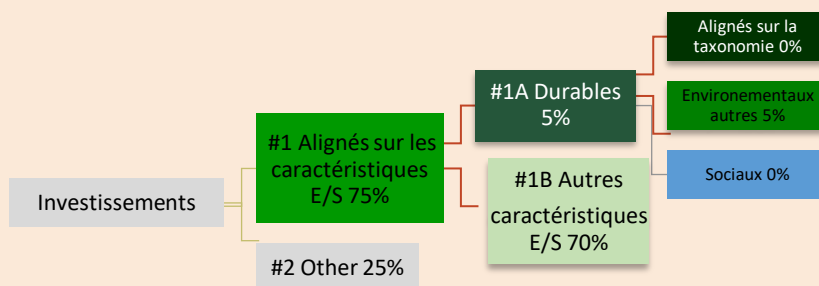 Investissements
#1 Alignés sur les
caractéristiques
E/S 75%
#2 Other 25%
#1A Durables
5%
#1B Autres
caractéristiques
E/S 70%
Alignés sur la
taxonomie 0%
Environementaux
autres 5%
Sociaux 0%